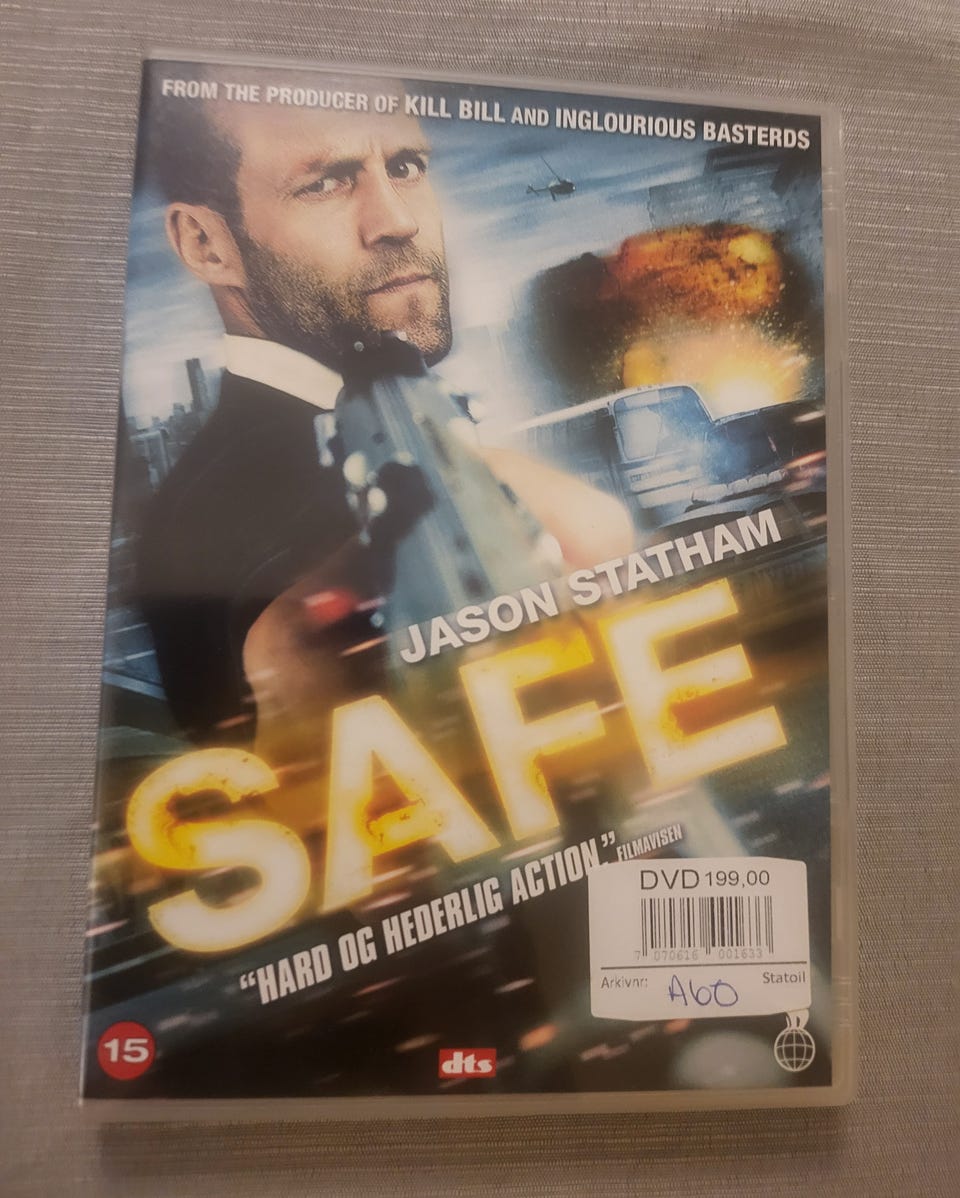 FROM THE PRODUCER OF KILL BILL AND INGLOURIOUS BASTERDS
JASON STATHAM
SAFE
“HARD OG HEDERLIG ACTION.” FILMAVISEN
DVD 199,00
7 070616 001633
Arkivnr: A60 Statoil
15
dts